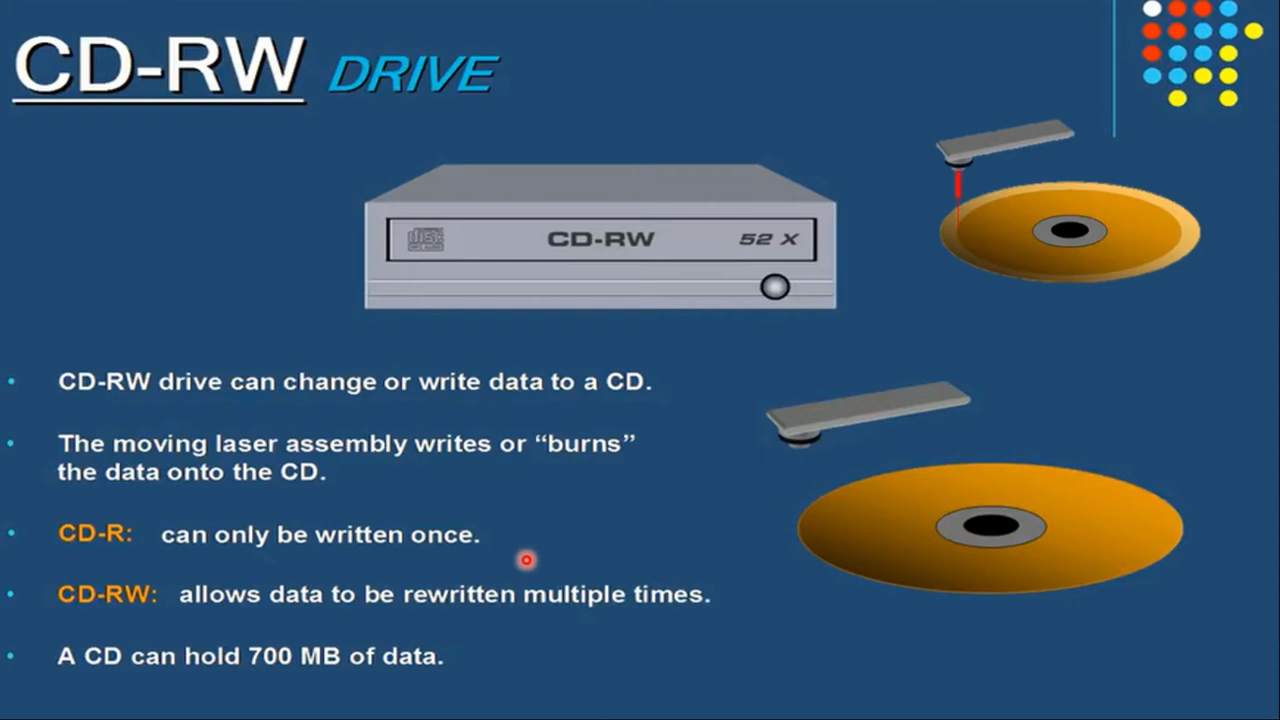 CD-RW DRIVE
CD-RW 52 X
• CD-RW drive can change or write data to a CD.
• The moving laser assembly writes or “burns”
the data onto the CD.
• CD-R: can only be written once.
• CD-RW: allows data to be rewritten multiple times.
• A CD can hold 700 MB of data.